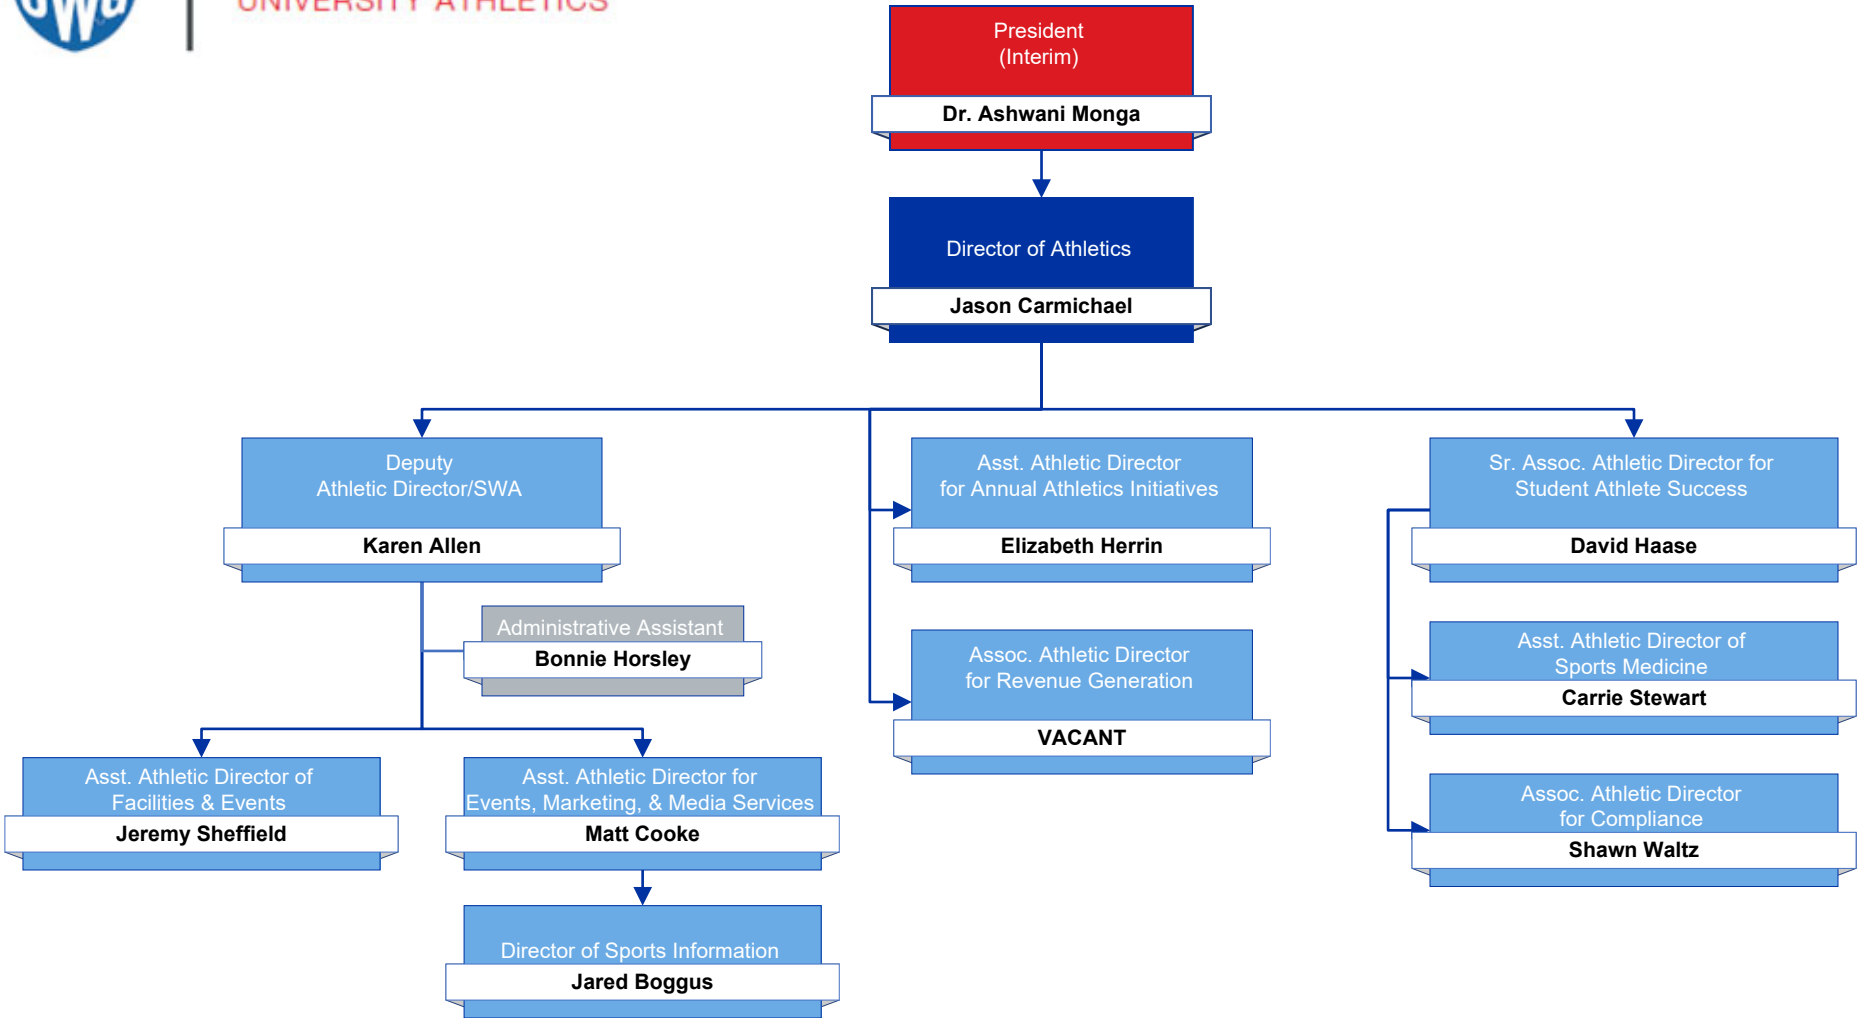 UNIVERSITY ATHLETICS
President
(Interim)
Dr. Ashwani Monga
Director of Athletics
Jason Carmichael
Deputy
Athletic Director/SWA
Karen Allen
Asst. Athletic Director
for Annual Athletics Initiatives
Elizabeth Herrin
Sr. Assoc. Athletic Director for
Student Athlete Success
David Haase
Administrative Assistant
Bonnie Horsley
Assoc. Athletic Director
for Revenue Generation
VACANT
Asst. Athletic Director of
Sports Medicine
Carrie Stewart
Asst. Athletic Director of
Facilities & Events
Jeremy Sheffield
Asst. Athletic Director for
Events, Marketing, & Media Services
Matt Cooke
Assoc. Athletic Director
for Compliance
Shawn Waltz
Director of Sports Information
Jared Boggus